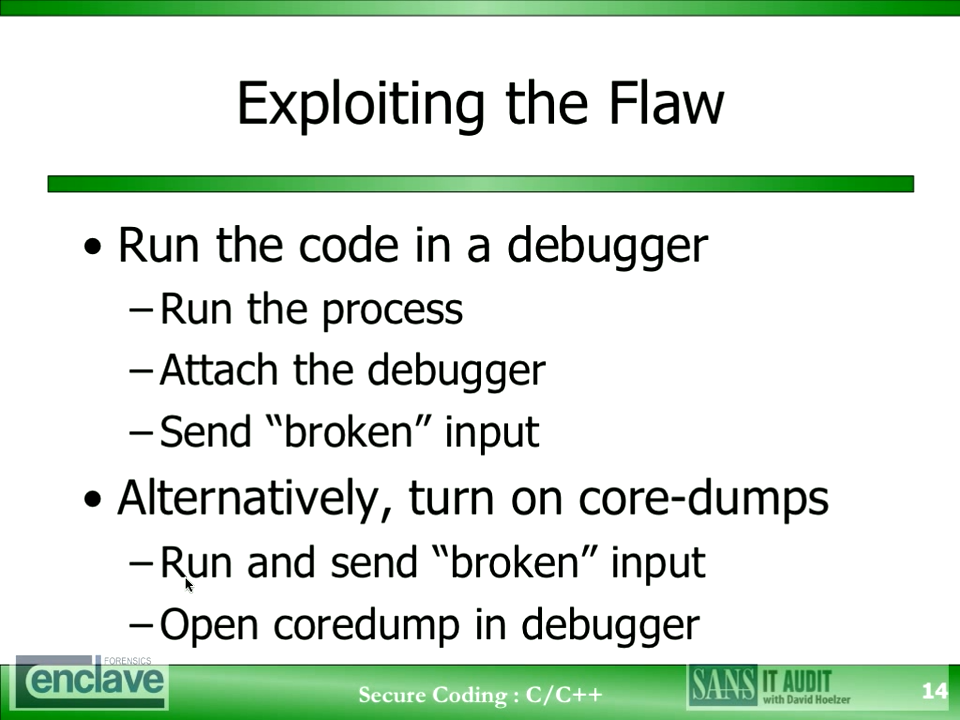 Exploiting the Flaw
• Run the code in a debugger
– Run the process
– Attach the debugger
– Send “broken” input
• Alternatively, turn on core-dumps
– Run and send “broken” input
– Open coredump in debugger
FORENSICS
enclave
Secure Coding : C/C++
SANS IT AUDIT
with David Hoelzer
14